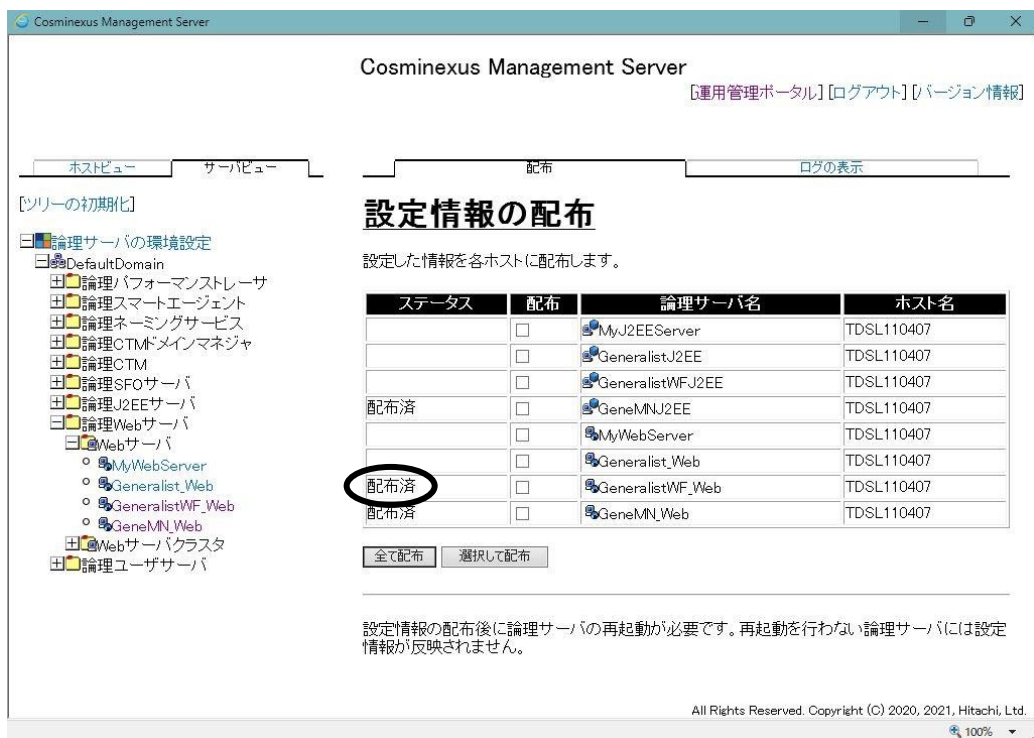 Cosminexus Management Server
Cosminexus Management Server
[運用管理ポータル] [ログアウト] [バージョン情報]
ホストビュー サーバビュー 配布 ログの表示
[ツリーの初期化]
論理サーバの環境設定
DefaultDomain
論理パフォーマンストレーサ
論理スマートエージェント
論理ネーミングサービス
論理CTMドメインマネジャ
論理CTM
論理SFOサーバ
論理J2EEサーバ
論理Webサーバ
Webサーバ
MyWebServer
Generalist_Web
GeneralistWF_Web
GeneMN_Web
Webサーバクラスタ
論理ユーザサーバ
設定情報の配布
設定した情報を各ホストに配布します。
ステータス 配布 論理サーバ名 ホスト名
MyJ2EEServer TDSL110407
GeneralistJ2EE TDSL110407
GeneralistWFJ2EE TDSL110407
配布済 GeneMNJ2EE TDSL110407
MyWebServer TDSL110407
Generalist_Web TDSL110407
配布済 GeneralistWF_Web TDSL110407
配布済 GeneMN_Web TDSL110407
全て配布 選択して配布
設定情報の配布後に論理サーバの再起動が必要です。再起動を行わない論理サーバには設定
情報が反映されません。
All Rights Reserved. Copyright (C) 2020, 2021, Hitachi, Ltd.
100%